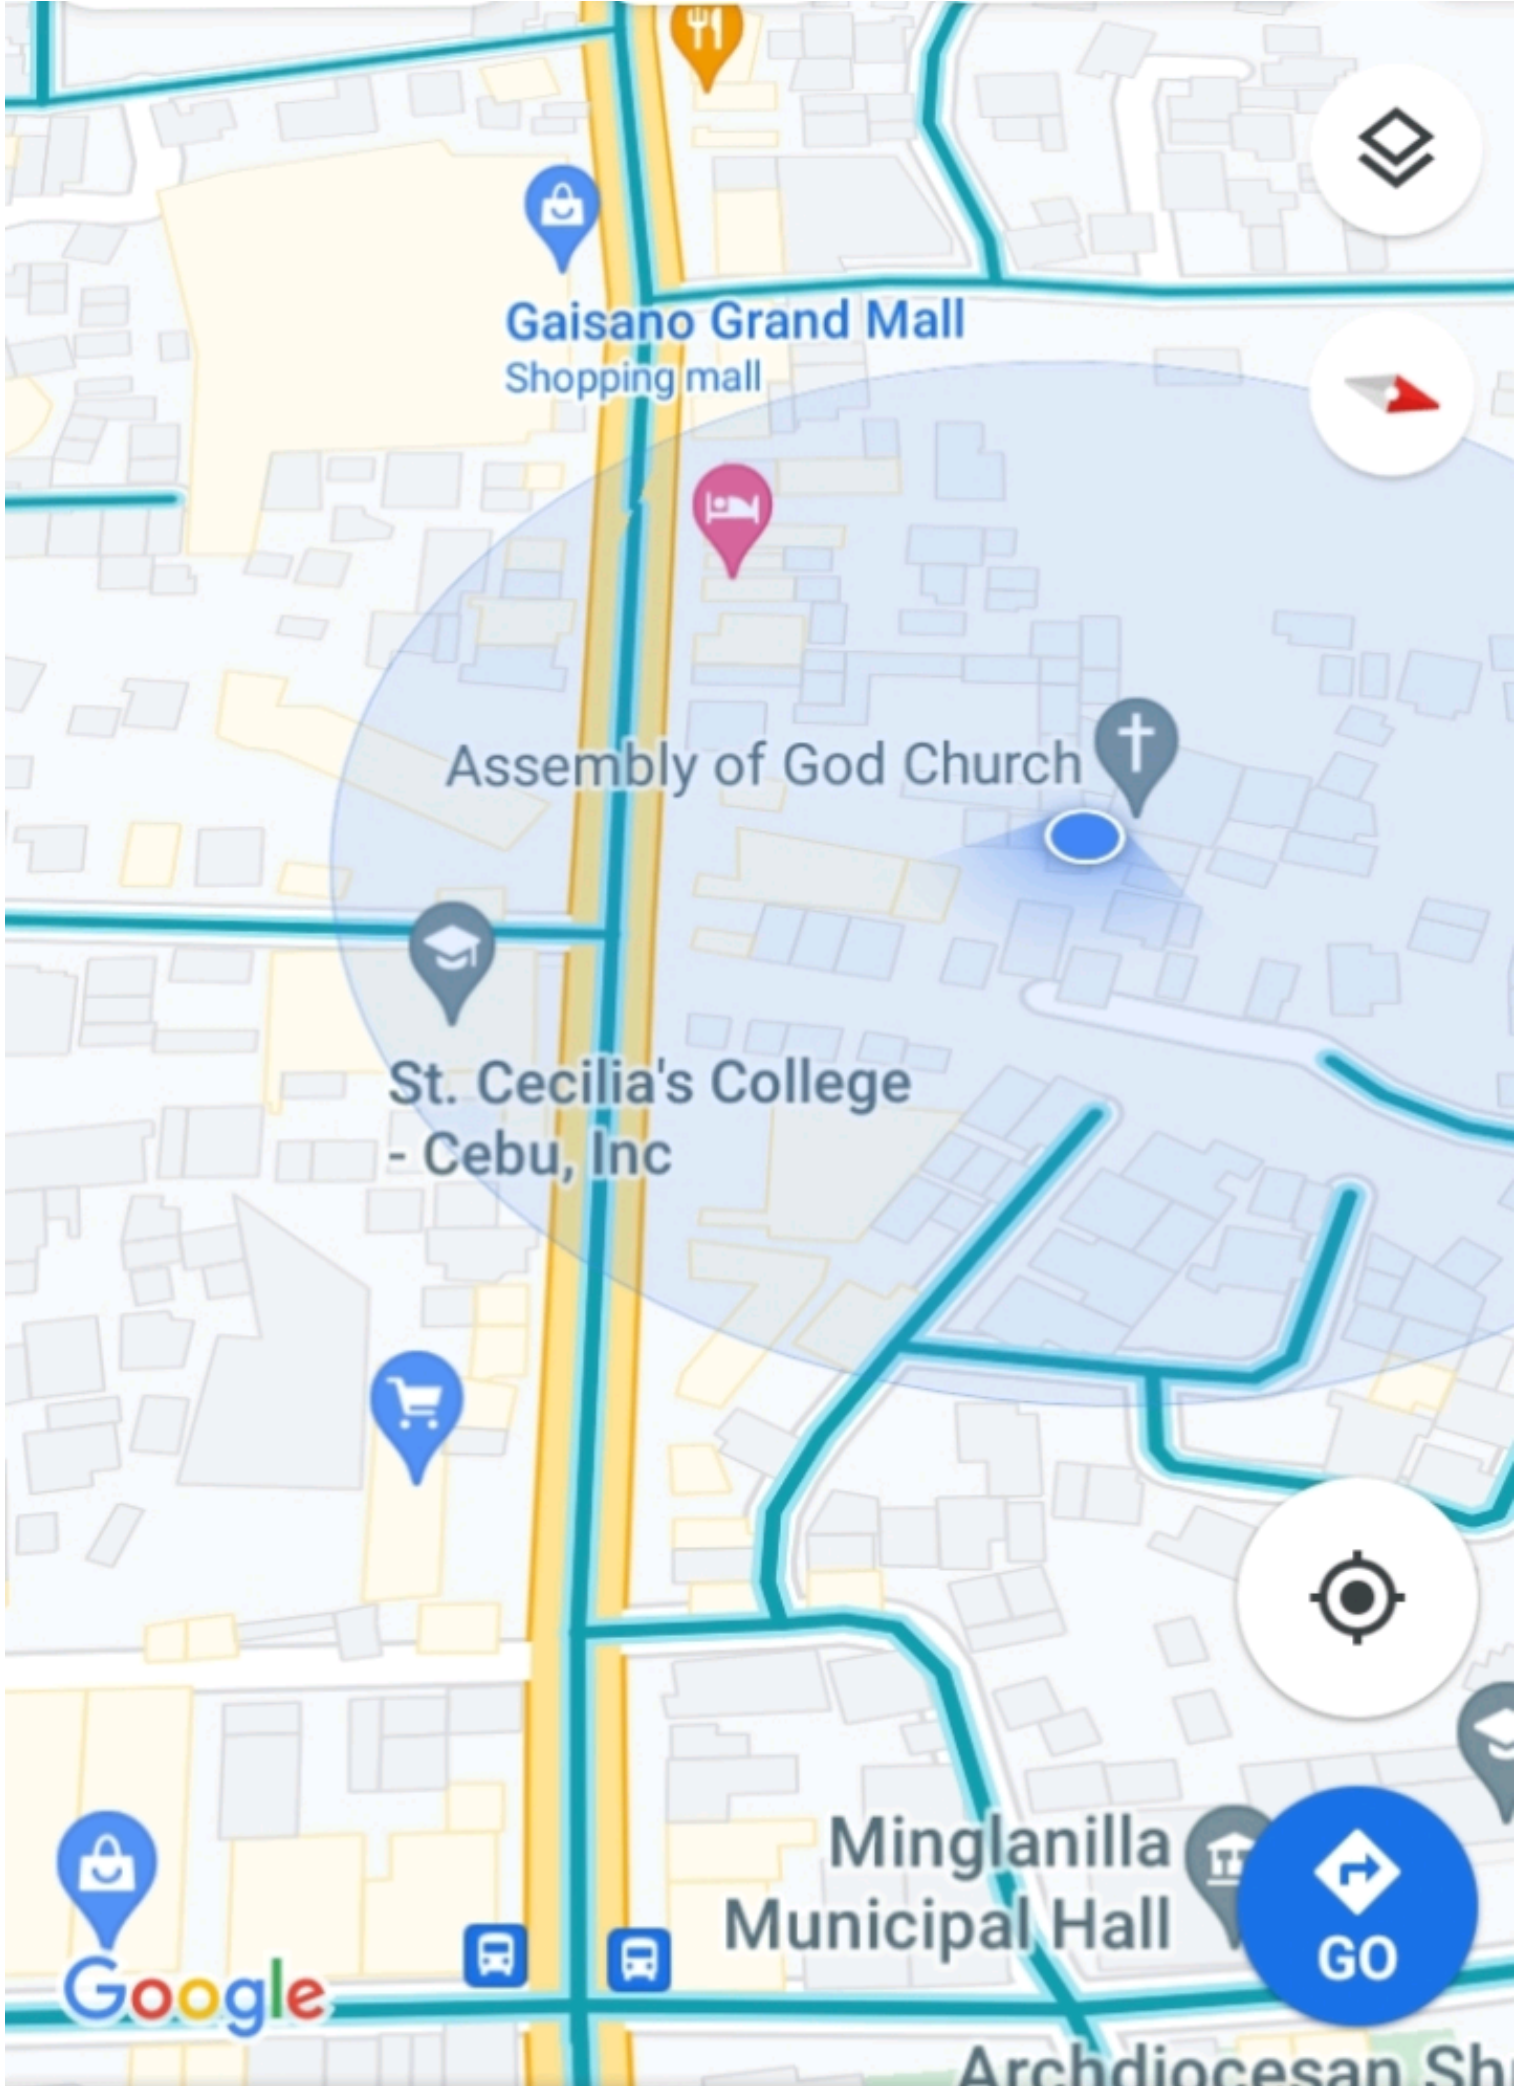 Gaisano Grand Mall
Shopping mall
Assembly of God Church
St. Cecilia's College
- Cebu, Inc
Minglanilla
Municipal Hall
GO
Google
Archdiocesan